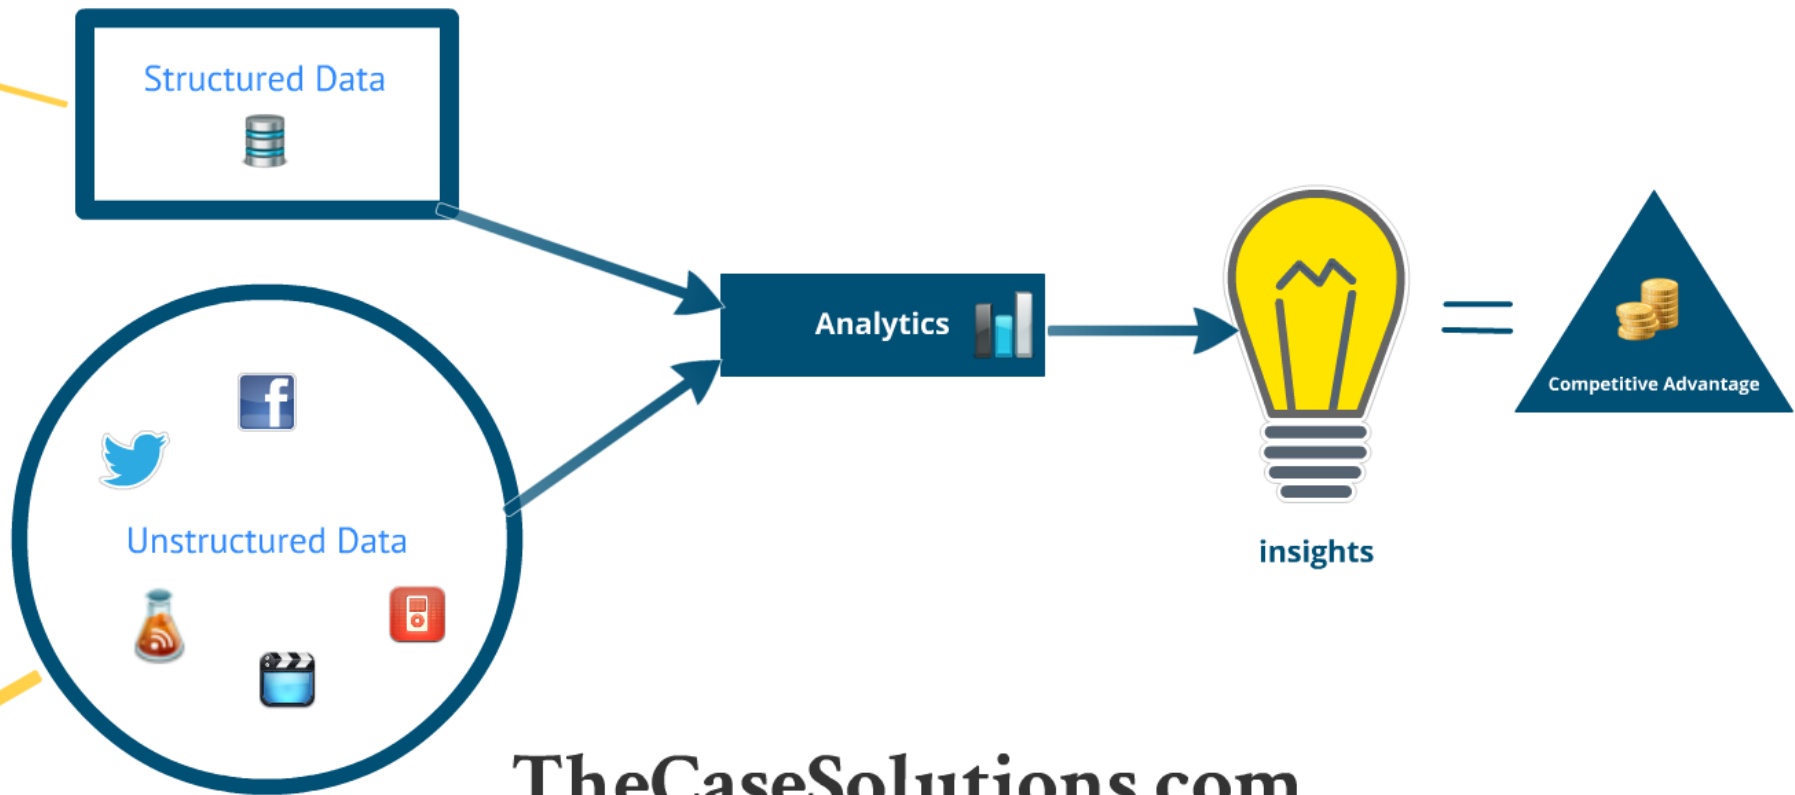 Structured Data
Unstructured Data
Analytics
insights
Competitive Advantage
TheCaseSolutions.com